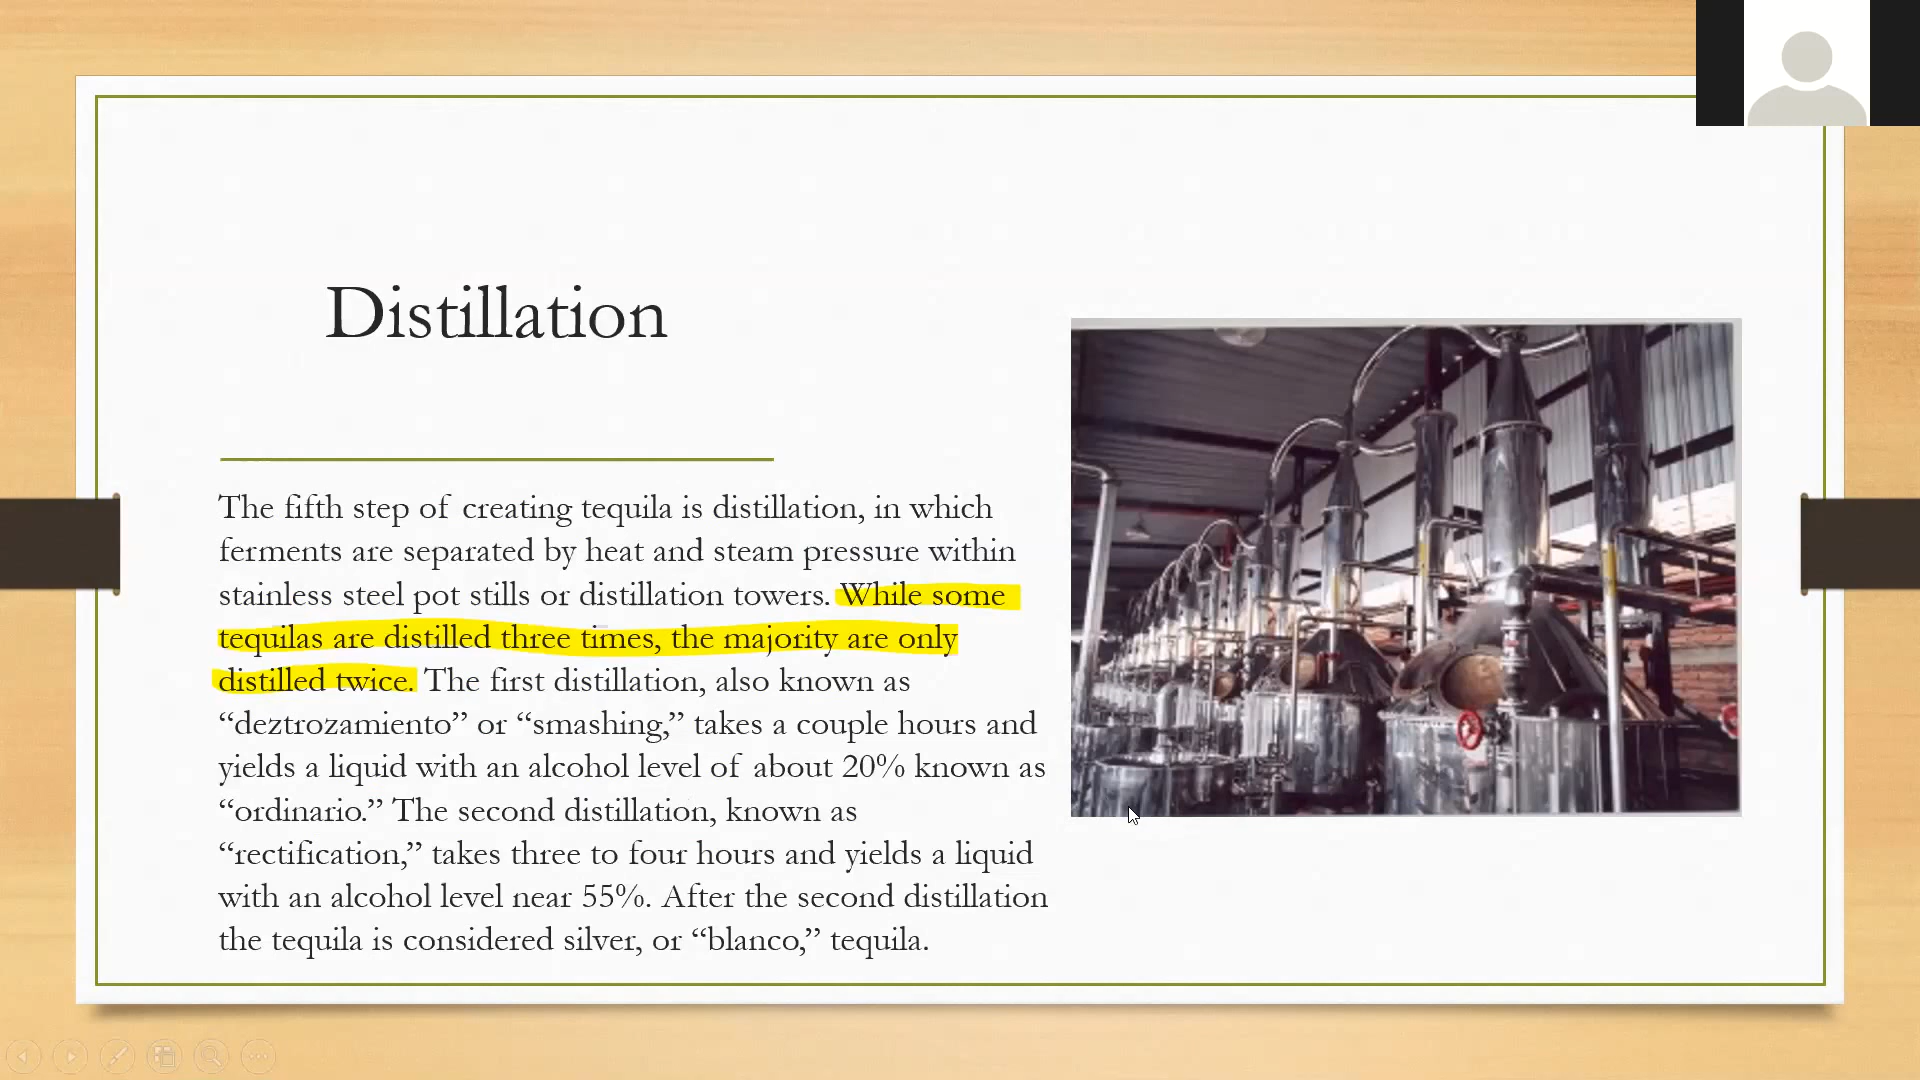 Distillation
The fifth step of creating tequila is distillation, in which
ferments are separated by heat and steam pressure within
stainless steel pot stills or distillation towers. While some
tequilas are distilled three times, the majority are only
distilled twice. The first distillation, also known as
“deztrozamiento” or “smashing,” takes a couple hours and
yields a liquid with an alcohol level of about 20% known as
“ordinario.” The second distillation, known as
“rectification,” takes three to four hours and yields a liquid
with an alcohol level near 55%. After the second distillation
the tequila is considered silver, or “blanco,” tequila.